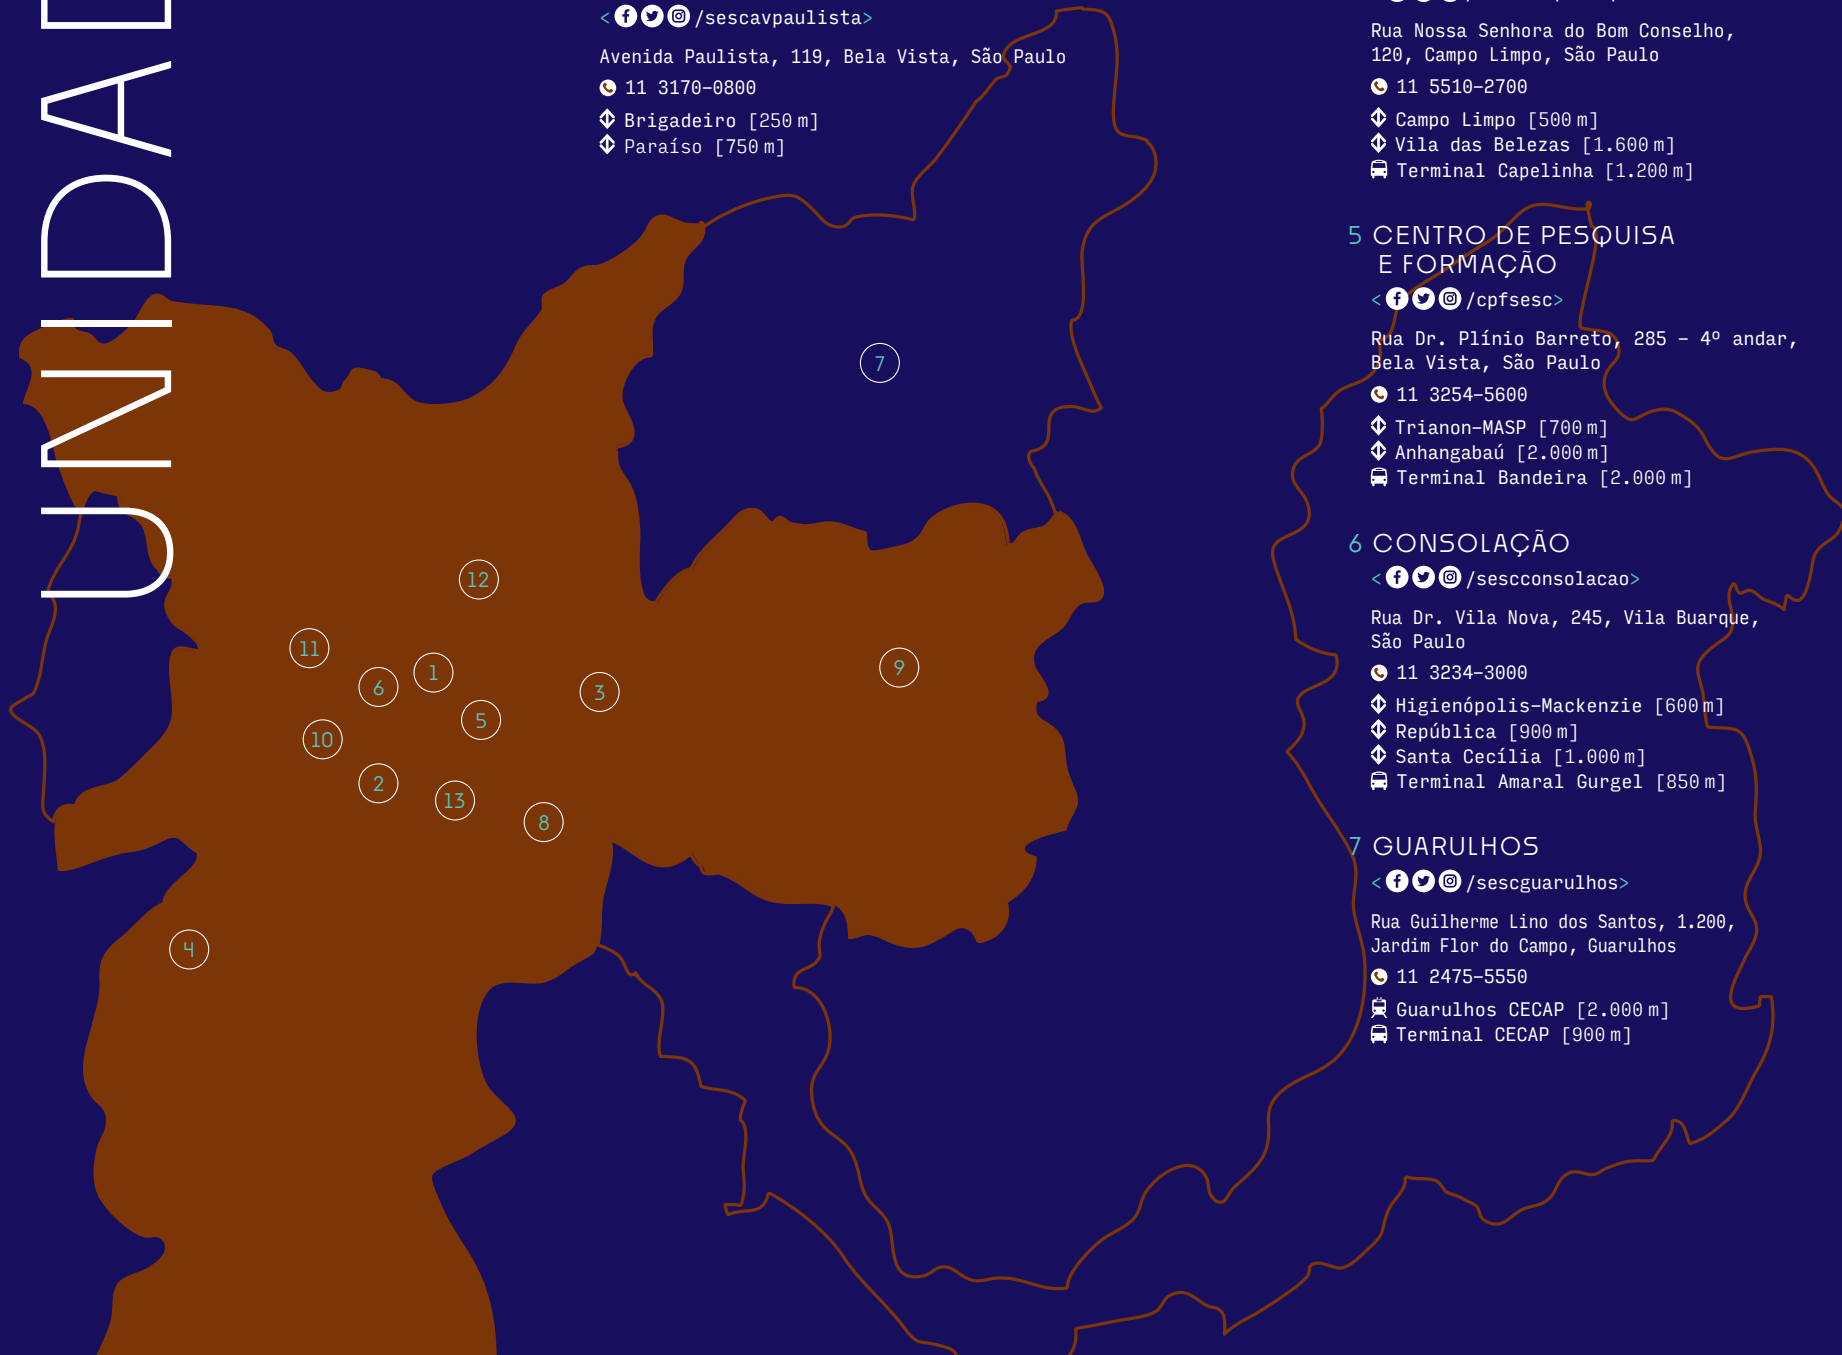 UNIDA
</sescavpaulista>
Avenida Paulista, 119, Bela Vista, São Paulo
11 3170-0800
Brigadeiro [250 m]
Paraíso [750 m]
Rua Nossa Senhora do Bom Conselho,
120, Campo Limpo, São Paulo
11 5510-2700
Campo Limpo [500 m]
Vila das Belezas [1.600 m]
Terminal Capelinha [1.200 m]
5 CENTRO DE PESQUISA
E FORMAÇÃO
</cpfsesc>
Rua Dr. Plínio Barreto, 285 – 4º andar,
Bela Vista, São Paulo
11 3254-5600
Trianon-MASP [700 m]
Anhangabaú [2.000 m]
Terminal Bandeira [2.000 m]
6 CONSOLAÇÃO
</sescconsolacao>
Rua Dr. Vila Nova, 245, Vila Buarque,
São Paulo
11 3234-3000
Higienópolis-Mackenzie [600 m]
República [900 m]
Santa Cecília [1.000 m]
Terminal Amaral Gurgel [850 m]
7 GUARULHOS
</sescguarulhos>
Rua Guilherme Lino dos Santos, 1.200,
Jardim Flor do Campo, Guarulhos
11 2475-5550
Guarulhos CECAP [2.000 m]
Terminal CECAP [900 m]
7
12
11
1
6
9
3
5
10
2
13
8
4